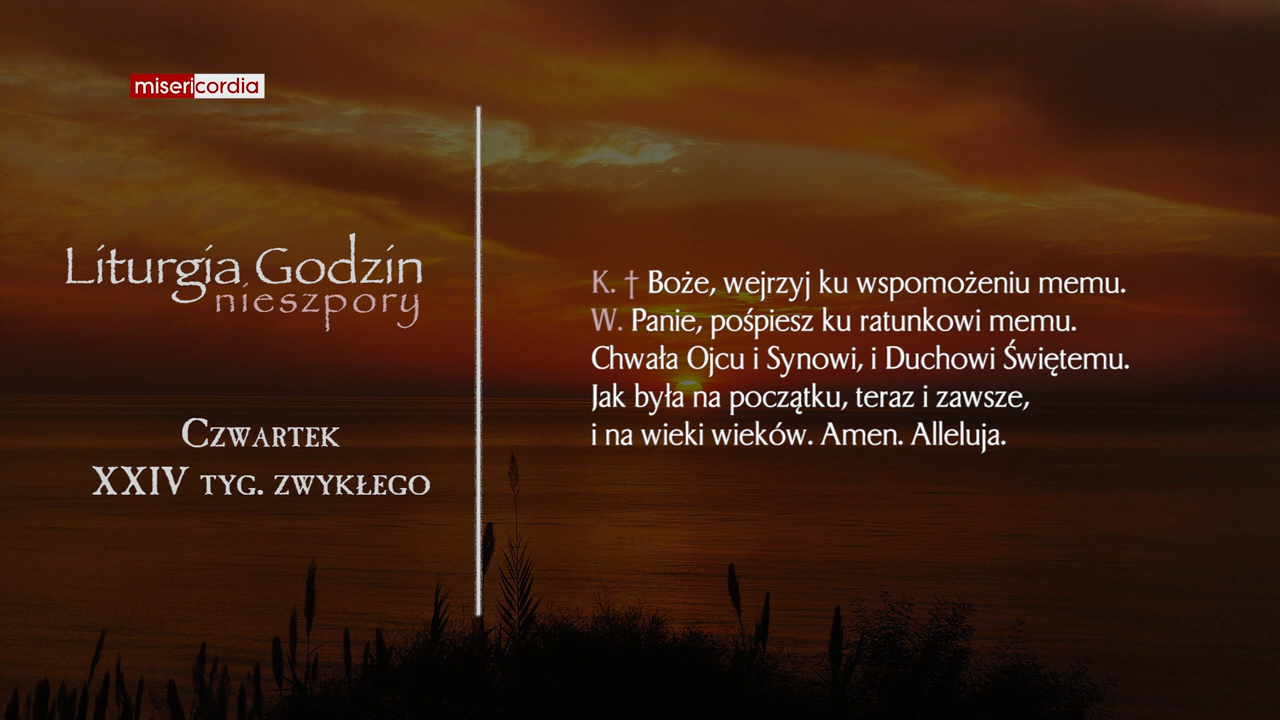 misericordia
Liturgia Godzin
nieszpory
Czwartek
XXIV tyg. zwykłego
K. † Boże, wejrzyj ku wspomożeniu memu.
W. Panie, pośpiesz ku ratunkowi memu.
Chwała Ojcu i Synowi, i Duchowi Świętemu.
Jak była na początku, teraz i zawsze,
i na wieki wieków. Amen. Alleluja.